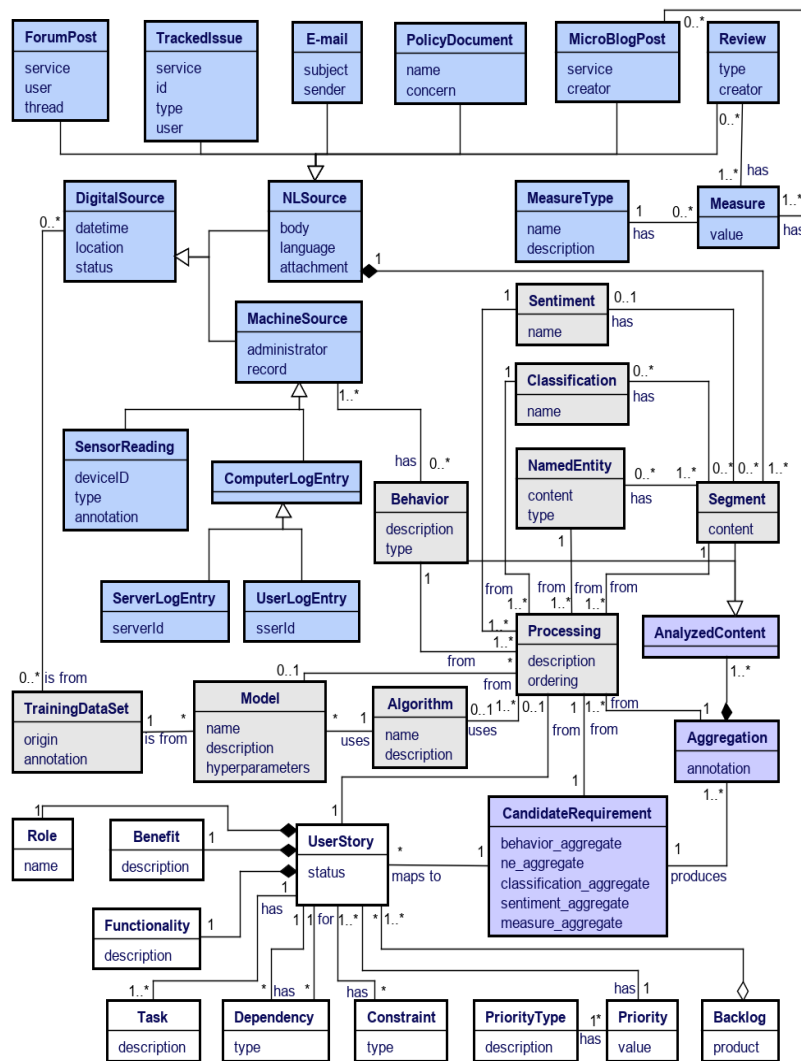 ForumPost
service
user
thread
TrackedIssue
service
id
type
user
E-mail
subject
sender
PolicyDocument
name
concern
MicroBlogPost
service
creator
0..*
Review
type
creator
0..*
has
1..*
DigitalSource
datetime
location
status
0..*
NLSource
body
language
attachment
1
MeasureType
name
description
1
has
0..*
Measure
value
1..*
has
MachineSource
administrator
record
1..*
1
Sentiment
name
0..1
has
1
Classification
name
0..*
has
SensorReading
deviceID
type
annotation
ComputerLogEntry
has
0..*
Behavior
description
type
1
NamedEntity
content
type
0..*
has
1..*
0..*
0..*
1..*
Segment
content
1
ServerLogEntry
serverId
UserLogEntry
sserId
from
from
from
from
1..*
1..*
1..*
1..*
1..*
from
*
Processing
description
ordering
AnalyzedContent
1..*
0..* is from
TrainingDataSet
origin
annotation
1
is from
*
0..1
from
Model
name
description
hyperparameters
*
uses
1
Algorithm
name
description
0..1
uses
1..*
0..1
from
1
from
1..*
from
1
Aggregation
annotation
1..*
1
Role
name
1
Benefit
description
1
1
UserStory
status
*
maps to
1
1
CandidateRequirement
behavior_aggregate
ne_aggregate
classification_aggregate
sentiment_aggregate
measure_aggregate
1
produces
Functionality
description
1
has
1
1
1
for
1..*
*
1..*
1..*
Task
description
*
has
*
Dependency
type
has
*
Constraint
type
PriorityType
description
1
*
has
has
1
Priority
value
Backlog
product